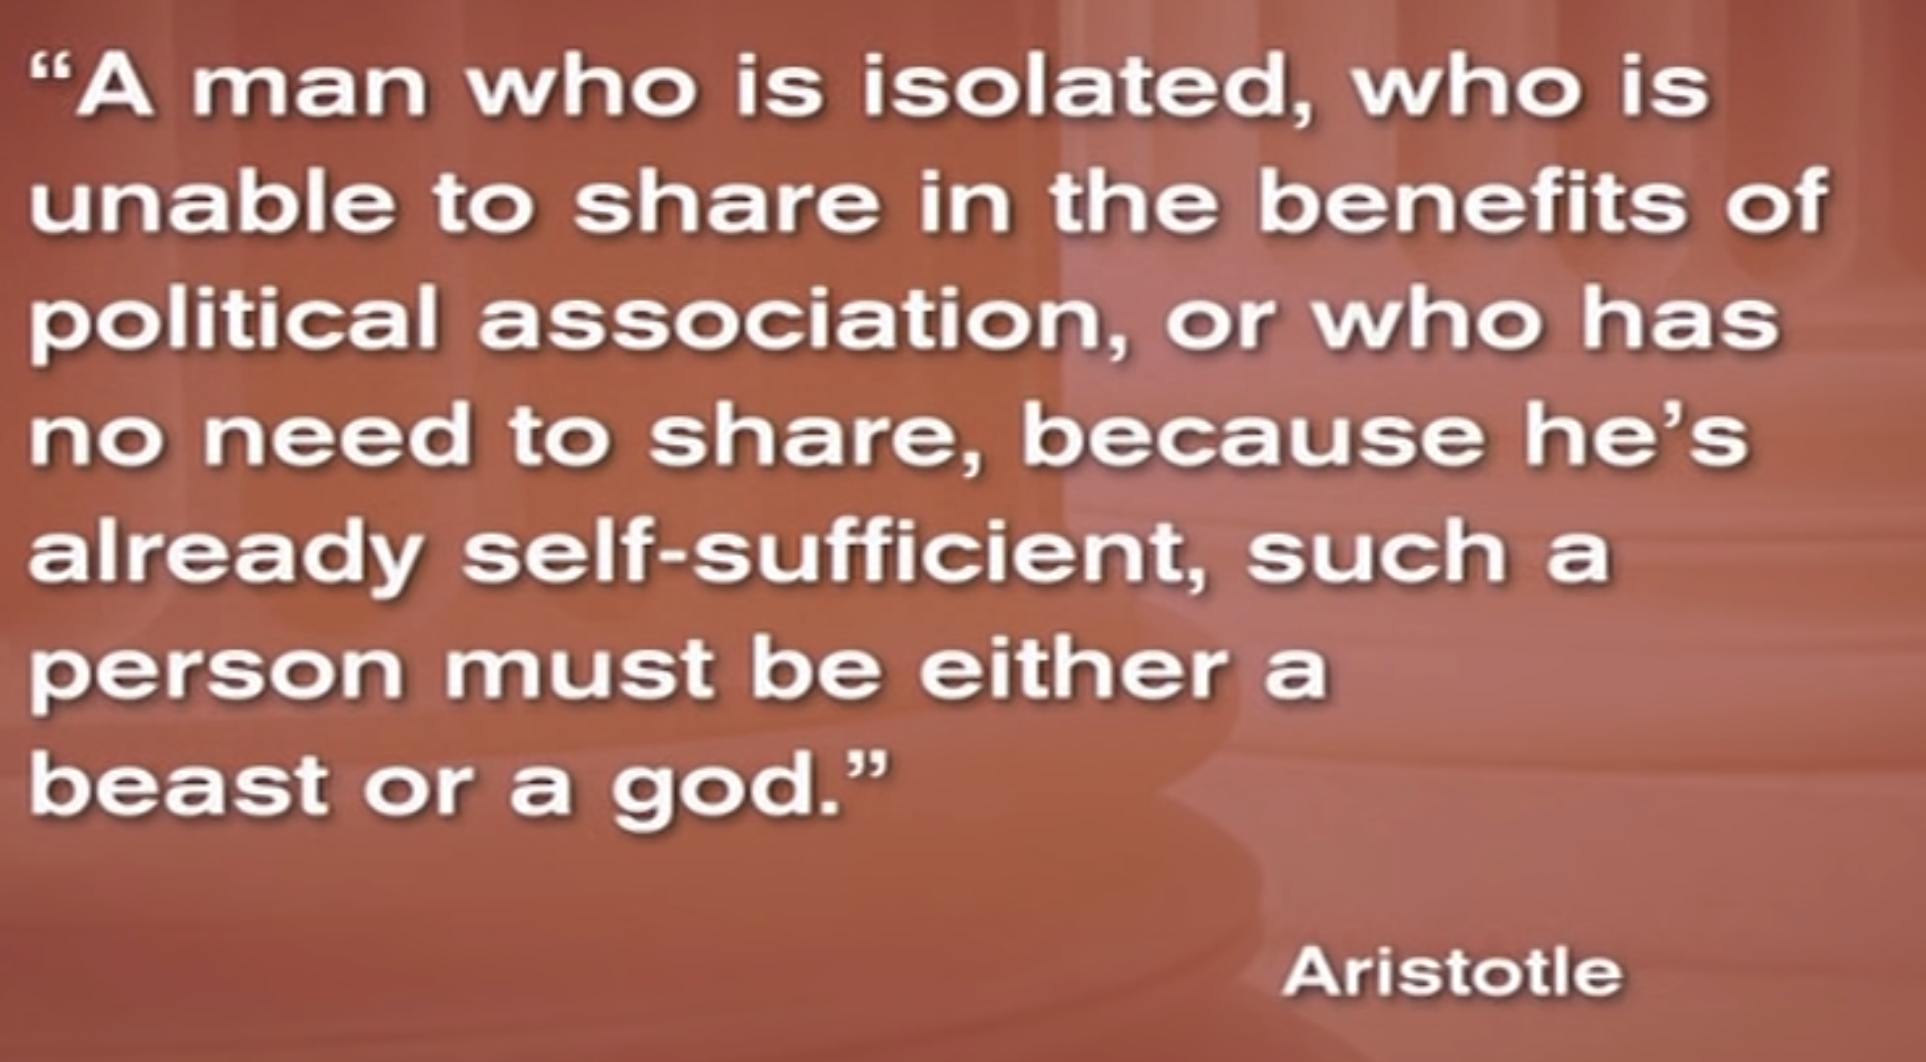 “A man who is isolated, who is
unable to share in the benefits of
political association, or who has
no need to share, because he’s
already self-sufficient, such a
person must be either a
beast or a god.”
Aristotle